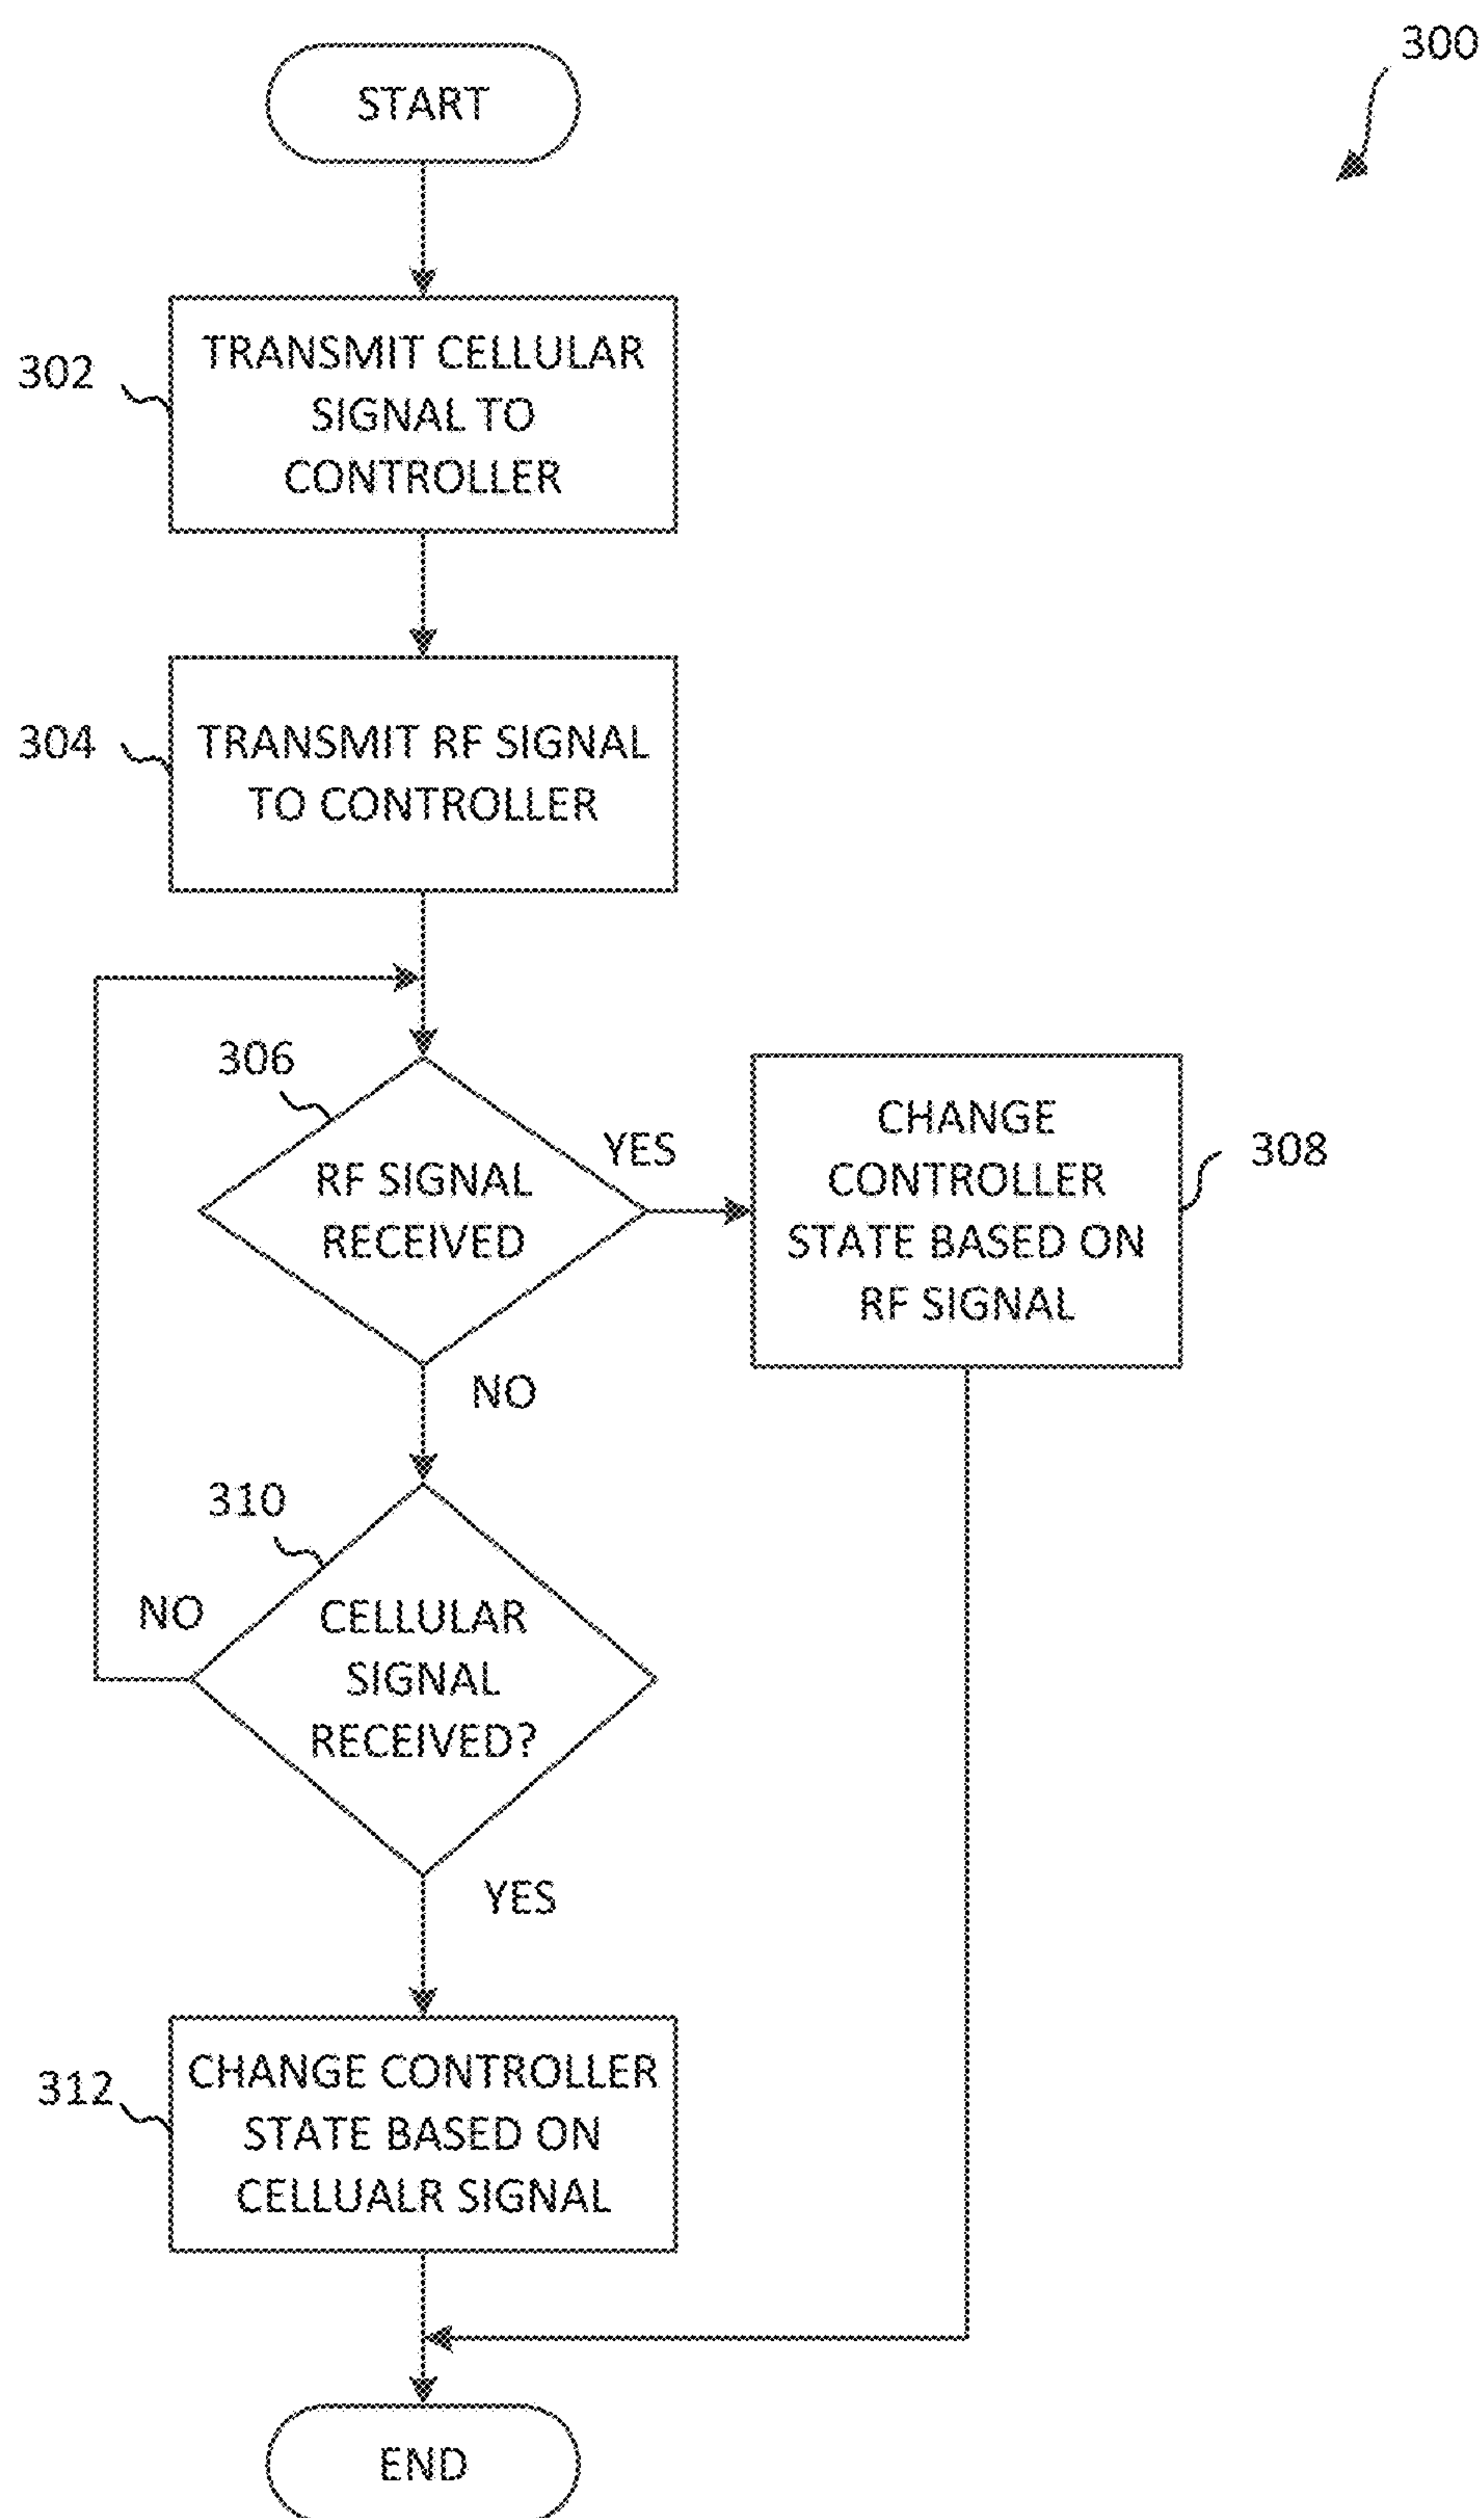 300
START
302
TRANSMIT CELLULAR
SIGNAL TO
CONTROLLER
304
TRANSMIT RF SIGNAL
TO CONTROLLER
306
RF SIGNAL
RECEIVED
YES
CHANGE
CONTROLLER
STATE BASED ON
RF SIGNAL
308
NO
310
NO
CELLULAR
SIGNAL
RECEIVED?
YES
312
CHANGE CONTROLLER
STATE BASED ON
CELLUALR SIGNAL
END